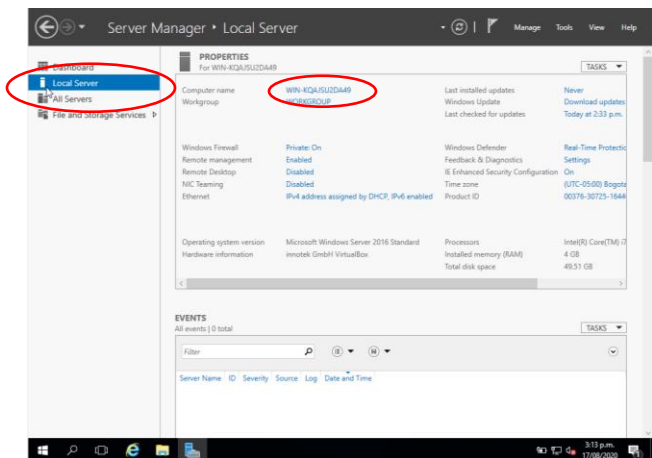 Server Manager • Local Server
Manage Tools View Help
Dashboard
Local Server
All Servers
File and Storage Services
PROPERTIES
For WIN-KQAJSU2DA49
TASKS
Computer name WIN-KQAJSU2DA49 Last installed updates Never
Workgroup WORKGROUP Windows Update Download updates
Last checked for updates Today at 2:33 p.m.
Windows Firewall Private: On Windows Defender Real-Time Protectic
Remote management Enabled Feedback & Diagnostics Settings
Remote Desktop Disabled IE Enhanced Security Configuration On
NIC Teaming Disabled Time zone (UTC-05:00) Bogota
Ethernet IPv4 address assigned by DHCP, IPv6 enabled Product ID 00376-30725-1644
Operating system version Microsoft Windows Server 2016 Standard Processors Intel(R) Core(TM) i7
Hardware information innotek GmbH VirtualBox Installed memory (RAM) 4 GB
Total disk space 49.51 GB
EVENTS
All events | 0 total
TASKS
Filter
Server Name ID Severity Source Log Date and Time
3:13 p.m.
17/08/2020